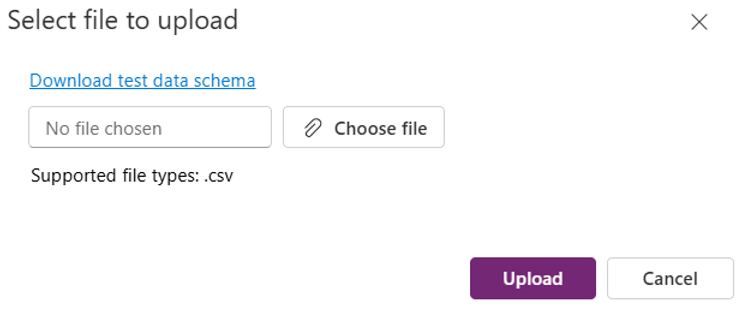 Select file to upload
Download test data schema
No file chosen
Choose file
Supported file types: .csv
Upload
Cancel